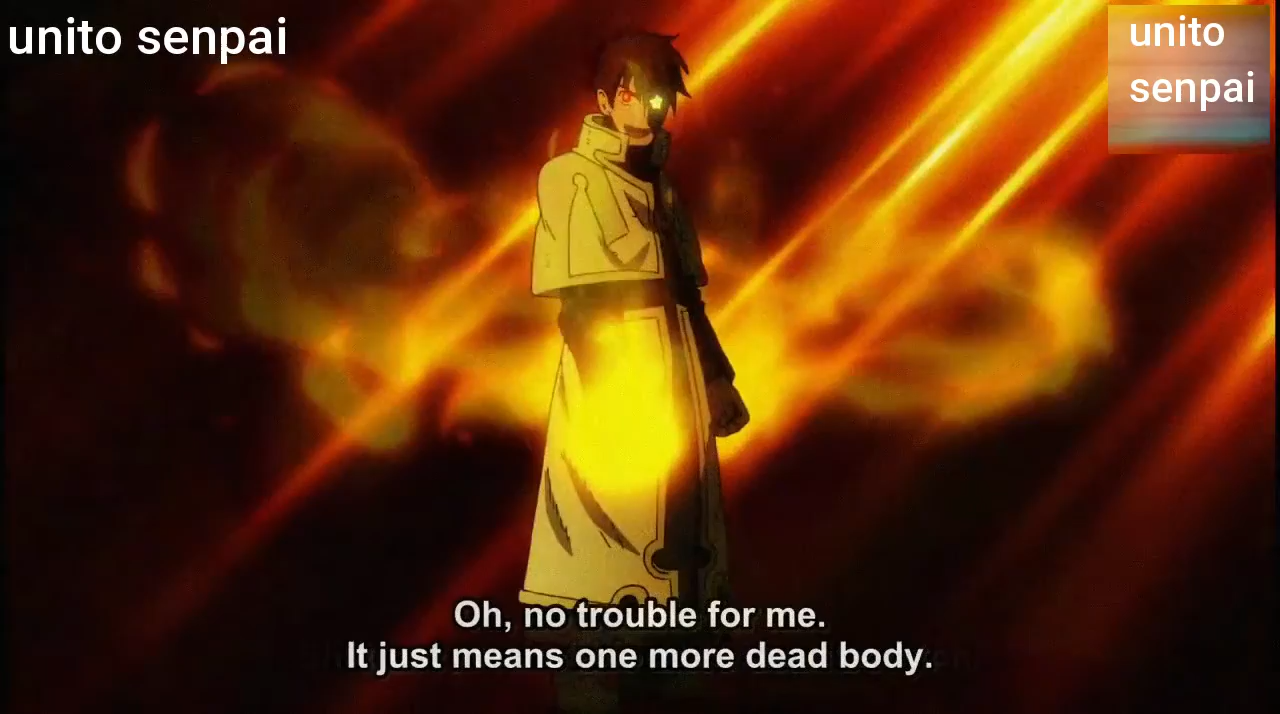 unito senpai
unito
senpai
Oh, no trouble for me.
It just means one more dead body.